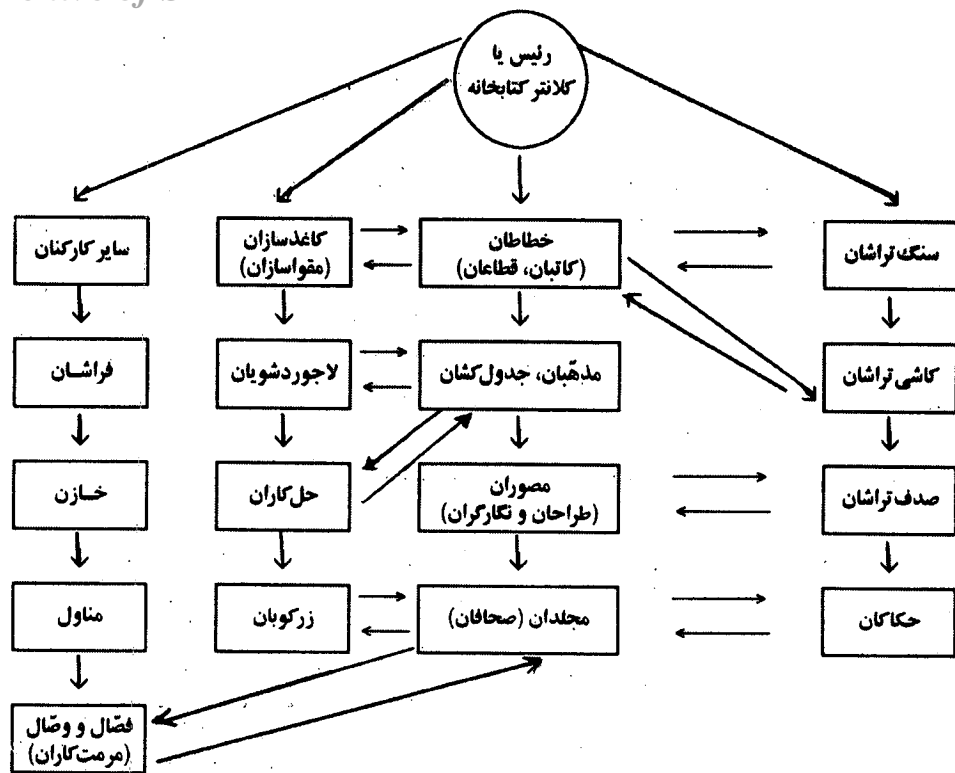 رئیس یا
کلانتر کتابخانه
سنگ‌تراشان
خطاطان
(کاتبان، قطاعان)
کاغذسازان
(مقواسازان)
سایر کارکنان
کاشی‌تراشان
مذهّبان، جدول‌کشان
لاجوردشویان
فراشان
صدف‌تراشان
مصوران
(طراحان و نگارگران)
حل‌کاران
خازن
حکاکان
مجلدان (صحافان)
زرکوبان
مناول
فصّال و وصّال
(مرمت‌کاران)